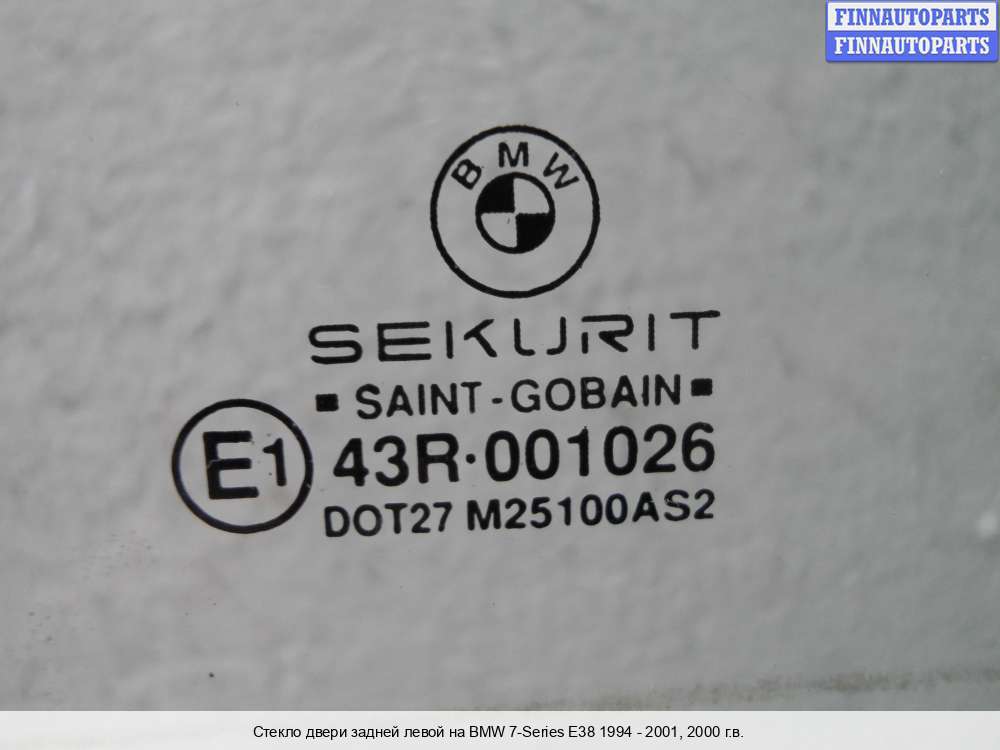 FINNAUTOPARTS
FINNAUTOPARTS
BMW
SEKURIT
SAINT-GOBAIN
E1 43R·001026
DOT27 M25100AS2
Стекло двери задней левой на BMW 7-Series E38 1994 - 2001, 2000 г.в.